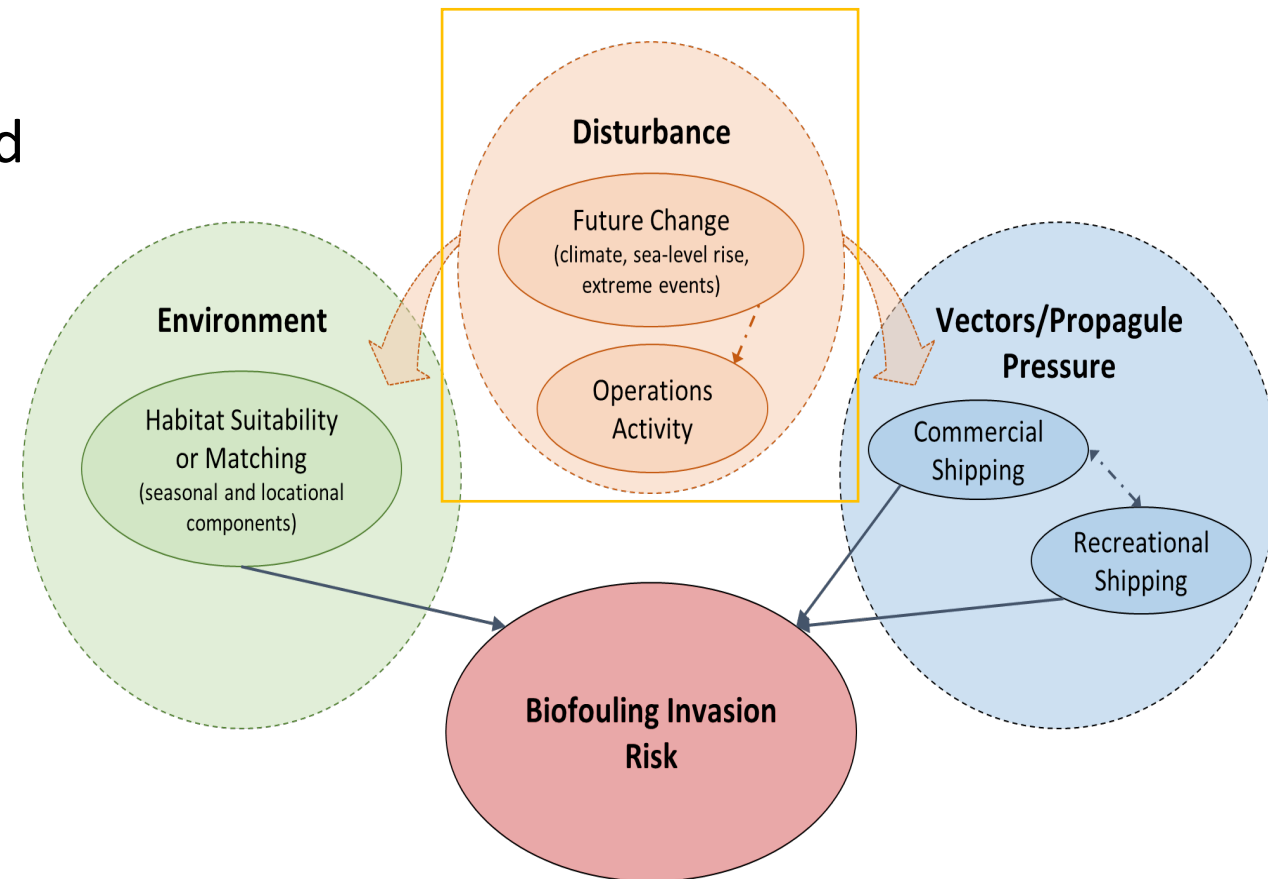 d
Disturbance
Future Change
(climate, sea-level rise,
extreme events)
Operations
Activity
Environment
Habitat Suitability
or Matching
(seasonal and locational
components)
Vectors/Propagule
Pressure
Commercial
Shipping
Recreational
Shipping
Biofouling Invasion
Risk